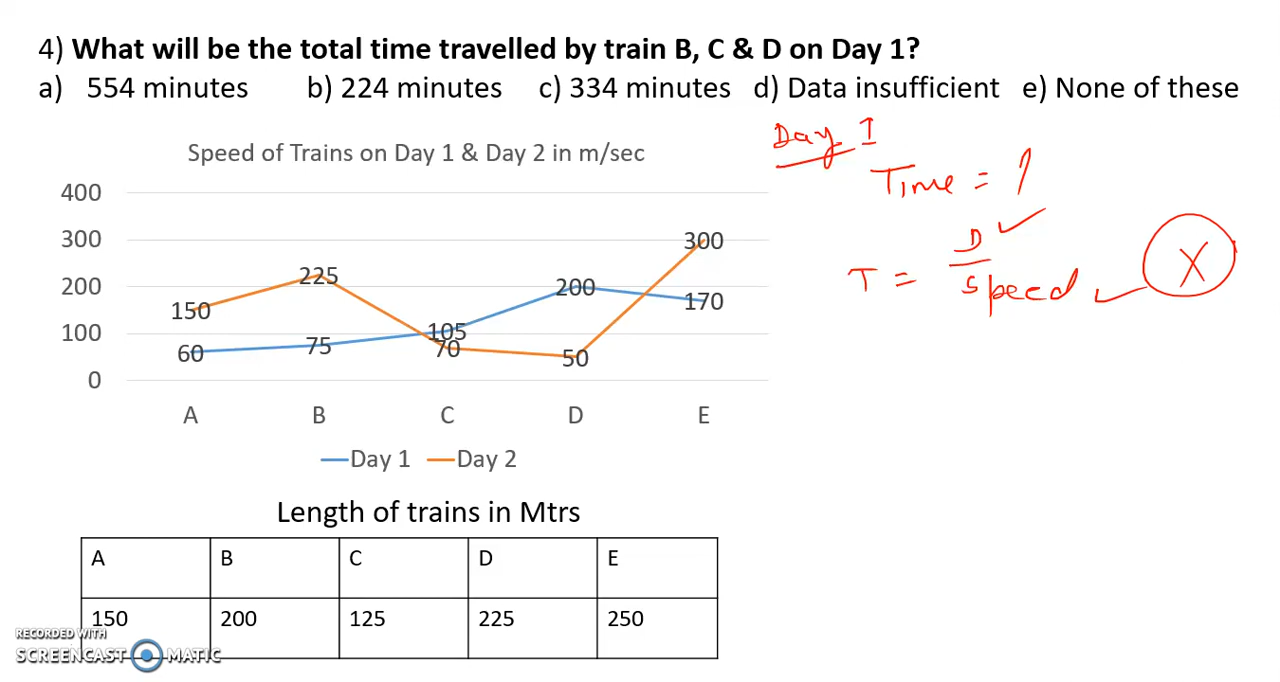 4) What will be the total time travelled by train B, C & D on Day 1?
a) 554 minutes b) 224 minutes c) 334 minutes d) Data insufficient e) None of these
Day 1
Time = ?
T = D / Speed
X
Speed of Trains on Day 1 & Day 2 in m/sec
400
300
200
100
0
150 225 70 50 300
60 75 105 200 170
A B C D E
Day 1 Day 2
Length of trains in Mtrs
A B C D E
150 200 125 225 250
RECORDED WITH
SCREENCAST MATIC